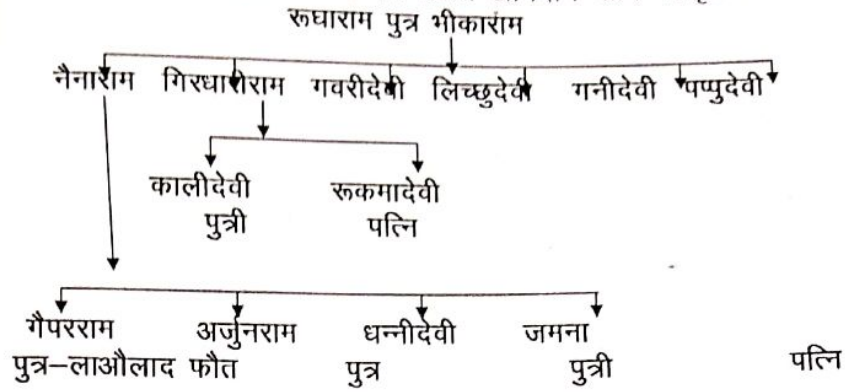 रूघाराम पुत्र भीकाराम
नैनाराम गिरधारीराम गवरीदेवी लिच्छुदेवी गनीदेवी पप्पुदेवी
कालीदेवी रूकमादेवी
पुत्री पत्नि
गैपरराम अर्जुनराम धन्नीदेवी जमना
पुत्र–लाऔलाद फौत पुत्र पुत्री पत्नि